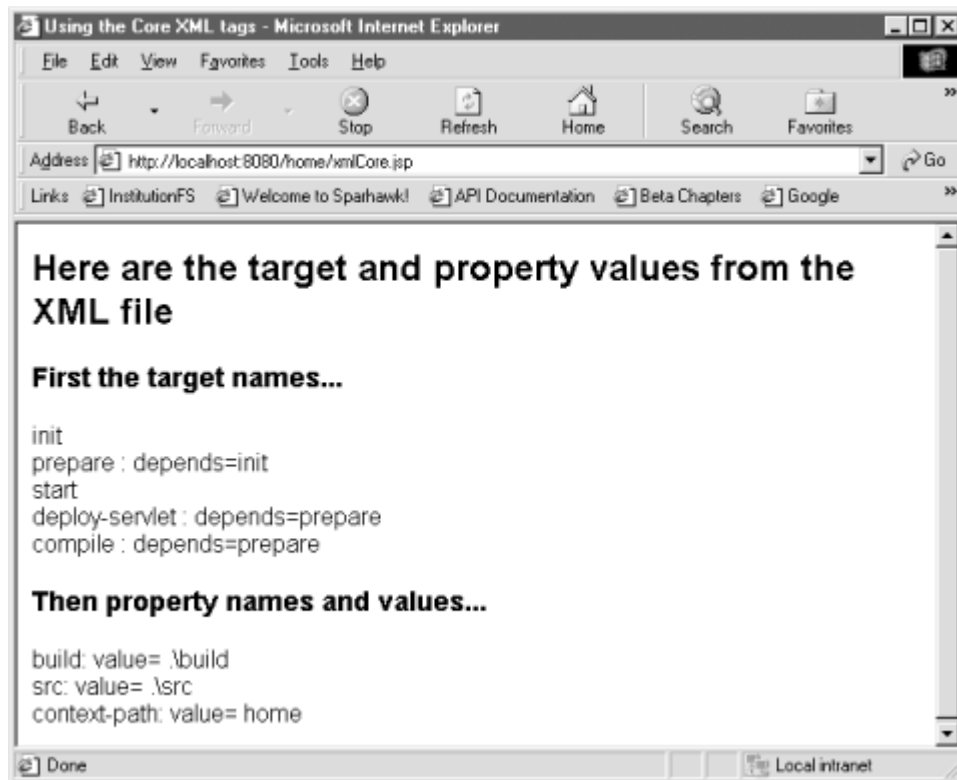 Using the Core XML tags - Microsoft Internet Explorer
File Edit View Favorites Tools Help
Back Forward Stop Refresh Home Search Favorites »
Address http://localhost:8080/home/xmlCore.jsp Go
Links InstitutionFS Welcome to Sparhawk! API Documentation Beta Chapters Google »
Here are the target and property values from the
XML file
First the target names...
init
prepare : depends=init
start
deploy-servlet : depends=prepare
compile : depends=prepare
Then property names and values...
build: value= .\build
src: value= .\src
context-path: value= home
Done Local intranet